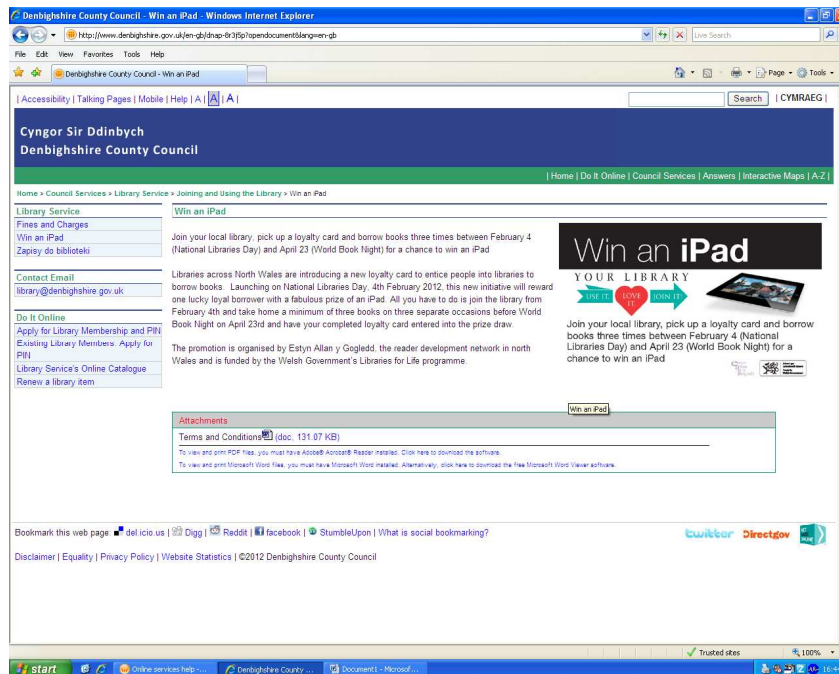 Denbighshire County Council - Win an iPad - Windows Internet Explorer
http://www.denbighshire.gov.uk/en-gb/dnap-8r3j5p?opendocument&lang=en-gb
Live Search
File Edit View Favorites Tools Help
Denbighshire County Council - Win an iPad
Page Tools
| Accessibility | Talking Pages | Mobile | Help | A | A | A |
Search | CYMRAEG |
Cyngor Sir Ddinbych
Denbighshire County Council
| Home | Do It Online | Council Services | Answers | Interactive Maps | A-Z |
Home > Council Services > Library Service > Joining and Using the Library > Win an iPad
Library Service
Fines and Charges
Win an iPad
Zapisy do biblioteki
Contact Email
library@denbighshire.gov.uk
Do It Online
Apply for Library Membership and PIN
Existing Library Members: Apply for
PIN
Library Service's Online Catalogue
Renew a library item
Win an iPad
Join your local library, pick up a loyalty card and borrow books three times between February 4
(National Libraries Day) and April 23 (World Book Night) for a chance to win an iPad
Libraries across North Wales are introducing a new loyalty card to entice people into libraries to
borrow books. Launching on National Libraries Day, 4th February 2012, this new initiative will reward
one lucky loyal borrower with a fabulous prize of an iPad. All you have to do is join the library from
February 4th and take home a minimum of three books on three separate occasions before World
Book Night on April 23rd and have your completed loyalty card entered into the prize draw.
The promotion is organised by Estyn Allan y Gogledd, the reader development network in north
Wales and is funded by the Welsh Government's Libraries for Life programme.
Win an iPad
YOUR LIBRARY
USE IT. LOVE IT. JOIN IT!
Join your local library, pick up a loyalty card and borrow
books three times between February 4 (National
Libraries Day) and April 23 (World Book Night) for a
chance to win an iPad
Win an iPad
Attachments
Terms and Conditions (doc, 131.07 KB)
To view and print PDF files, you must have Adobe® Acrobat® Reader installed. Click here to download the software.
To view and print Microsoft Word files, you must have Microsoft Word installed. Alternatively, click here to download the free Microsoft Word Viewer software.
Bookmark this web page: del.icio.us | Digg | Reddit | facebook | StumbleUpon | What is social bookmarking?
twitter Directgov
Disclaimer | Equality | Privacy Policy | Website Statistics | ©2012 Denbighshire County Council
Trusted sites 100%
start Online services help -... Denbighshire County ... Document1 - Microsof...